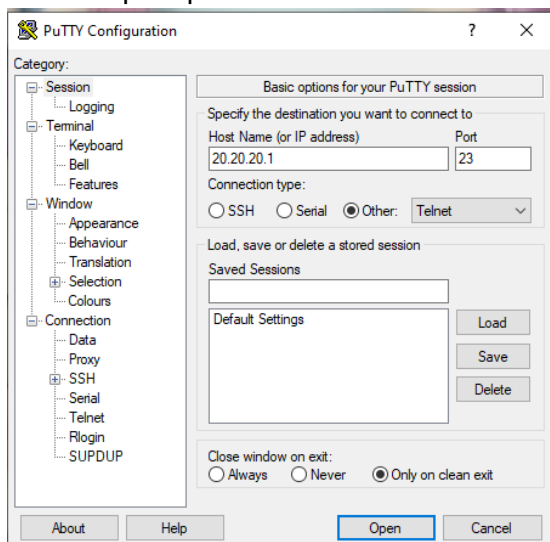 PuTTY Configuration
?
Category:
Session
Logging
Terminal
Keyboard
Bell
Features
Window
Appearance
Behaviour
Translation
Selection
Colours
Connection
Data
Proxy
SSH
Serial
Telnet
Rlogin
SUPDUP
Basic options for your PuTTY session
Specify the destination you want to connect to
Host Name (or IP address) Port
20.20.20.1 23
Connection type:
SSH Serial Other: Telnet
Load, save or delete a stored session
Saved Sessions
Default Settings
Load
Save
Delete
Close window on exit:
Always Never Only on clean exit
About Help Open Cancel